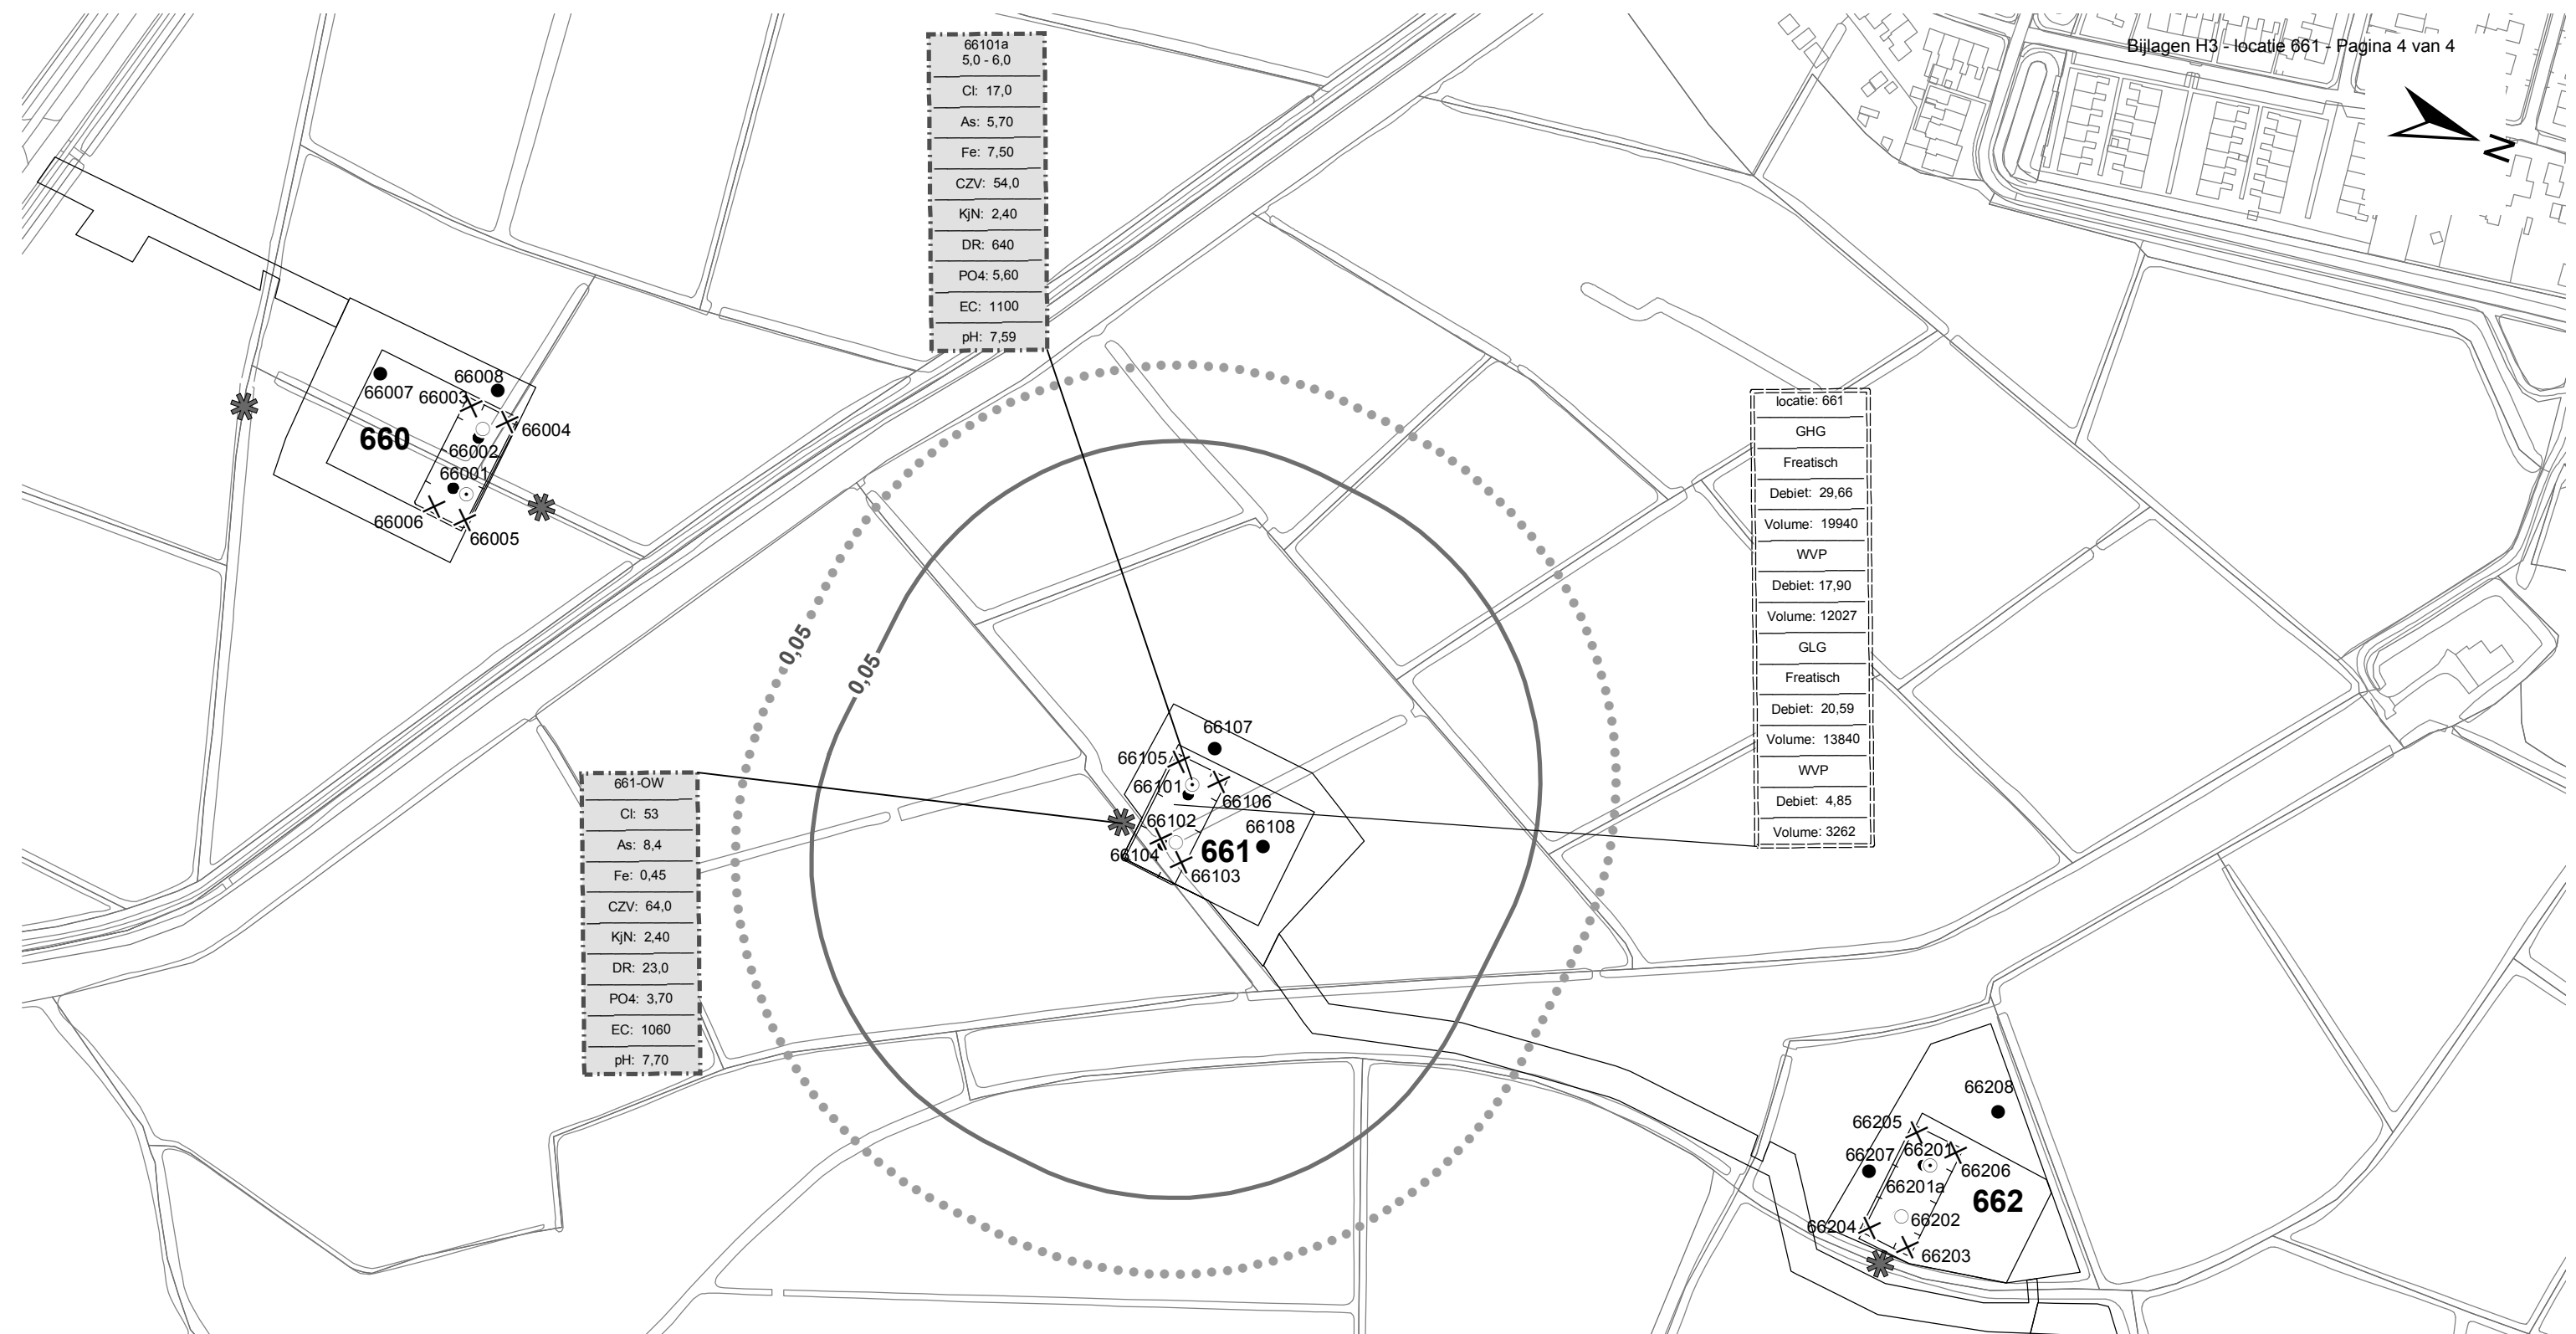 Bijlagen H3 - locatie 661 - Pagina 4 van 4
N
66101a
5,0 - 6,0
Cl: 17,0
As: 5,70
Fe: 7,50
CZV: 54,0
KjN: 2,40
DR: 640
PO4: 5,60
EC: 1100
pH: 7,59
66007
66008
66003
66004
660
66002
66001
66006
66005
locatie: 661
GHG
Freatisch
Debiet: 29,66
Volume: 19940
WVP
Debiet: 17,90
Volume: 12027
GLG
Freatisch
Debiet: 20,59
Volume: 13840
WVP
Debiet: 4,85
Volume: 3262
0,05
0,05
661-OW
Cl: 53
As: 8,4
Fe: 0,45
CZV: 64,0
KjN: 2,40
DR: 23,0
PO4: 3,70
EC: 1060
pH: 7,70
66107
66105
66101
66106
66102
66108
66104
661
66103
66208
66205
66201
66207
66206
66201a
662
66202
66204
66203